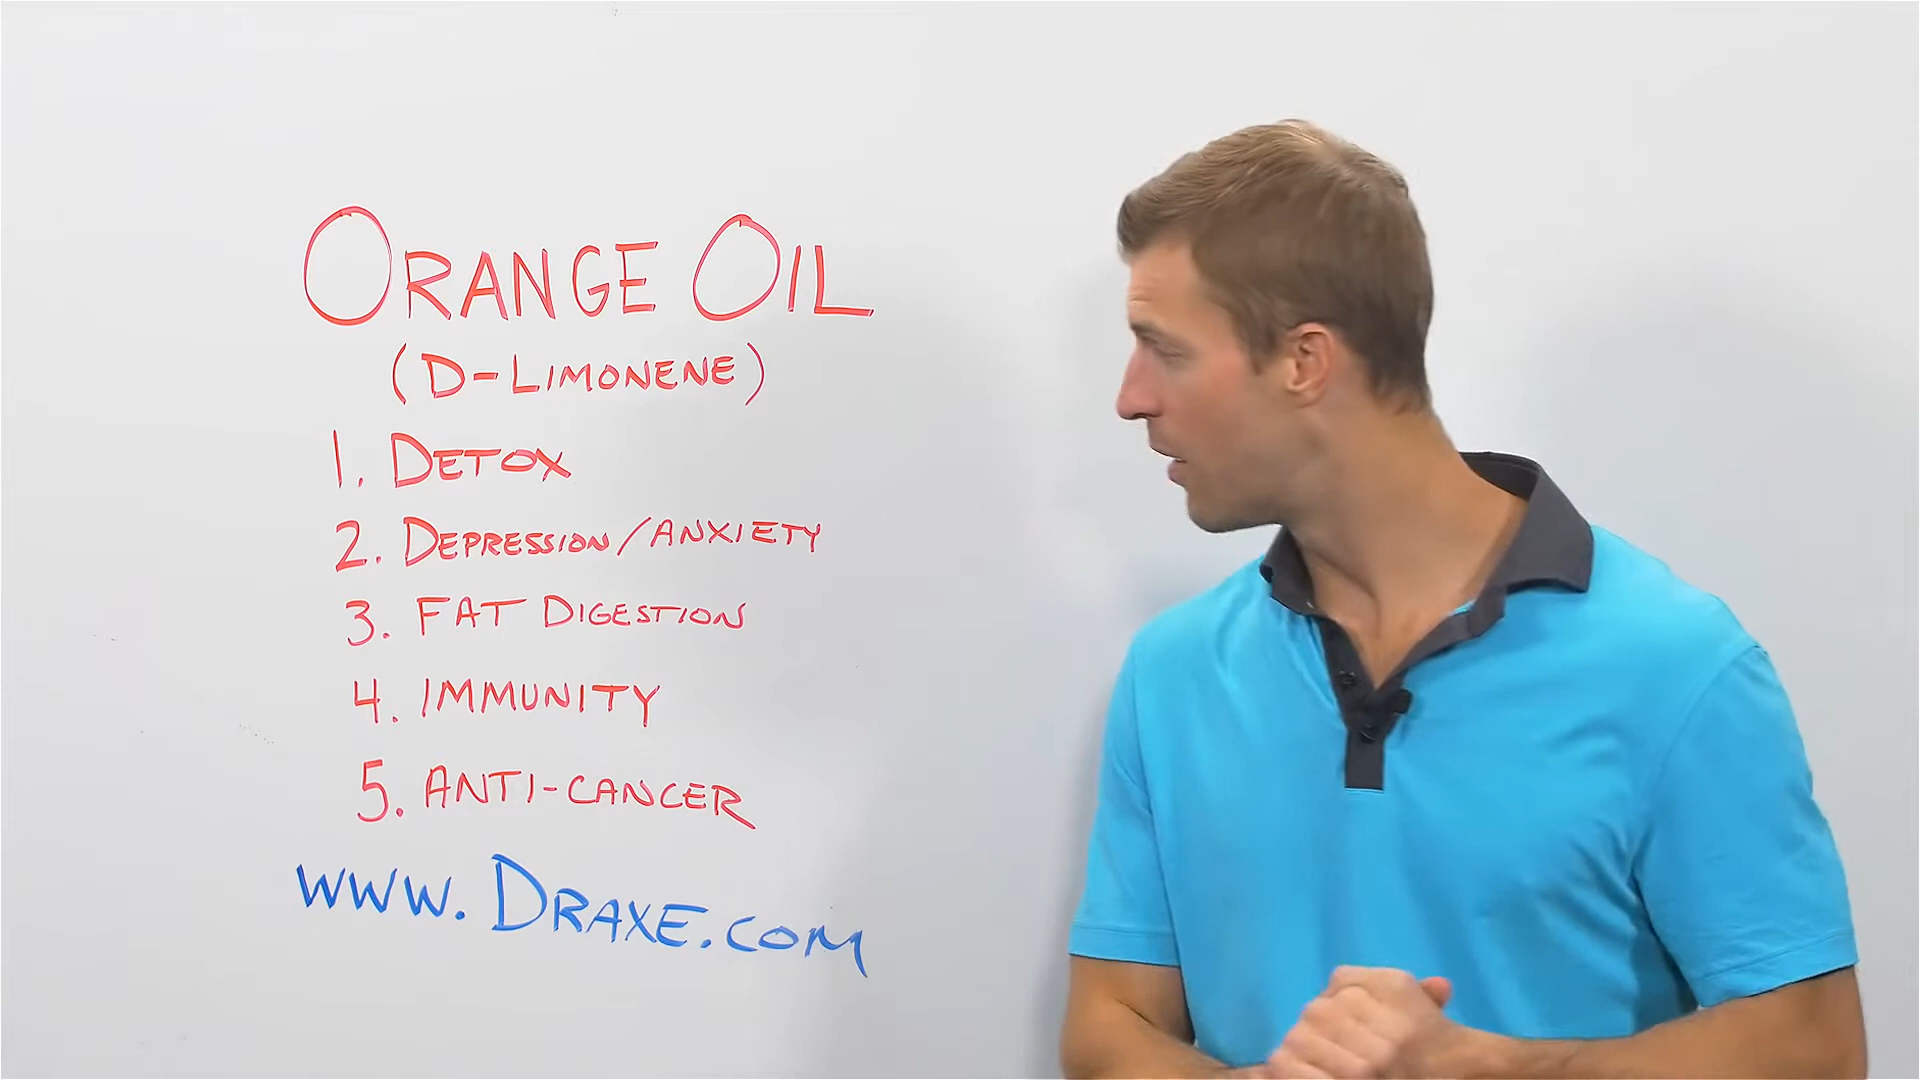 ORANGE OIL
(D-LIMONENE)
1. DETOX
2. DEPRESSION/ANXIETY
3. FAT DIGESTION
4. IMMUNITY
5. ANTI-CANCER
www.DRAXE.com